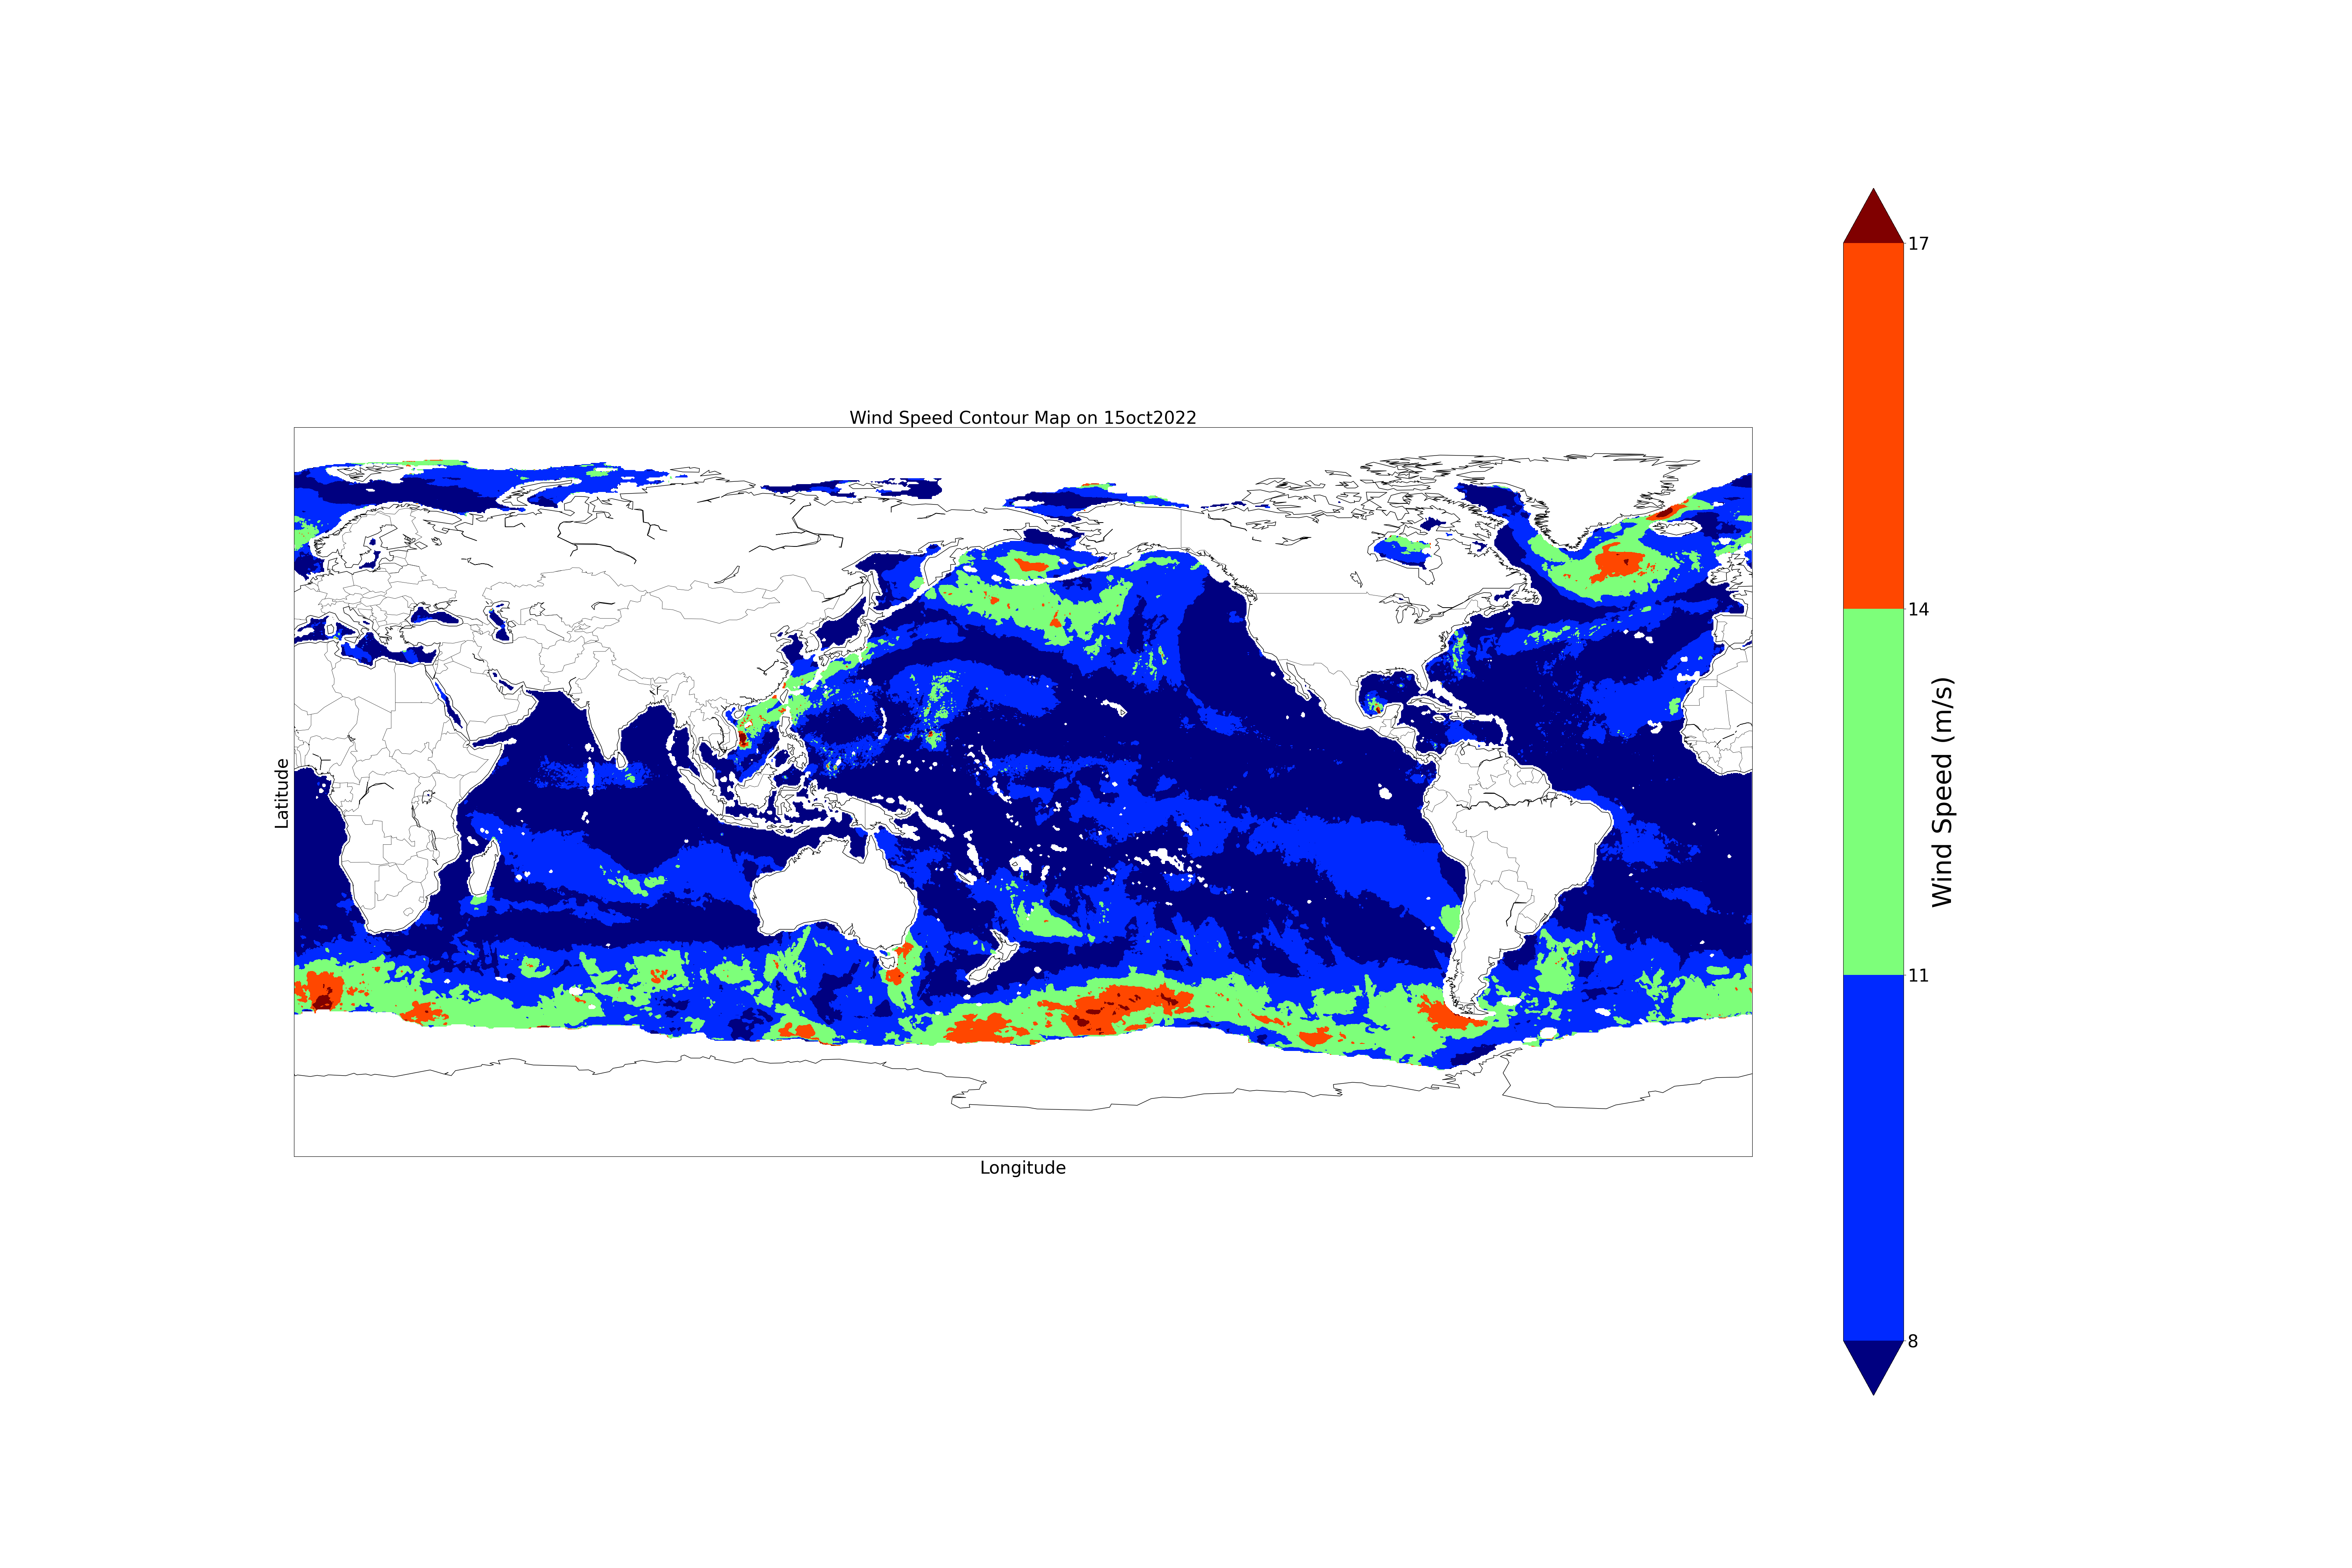 Wind Speed Contour Map on 15oct2022
Latitude
Longitude
17
14
11
8
Wind Speed (m/s)